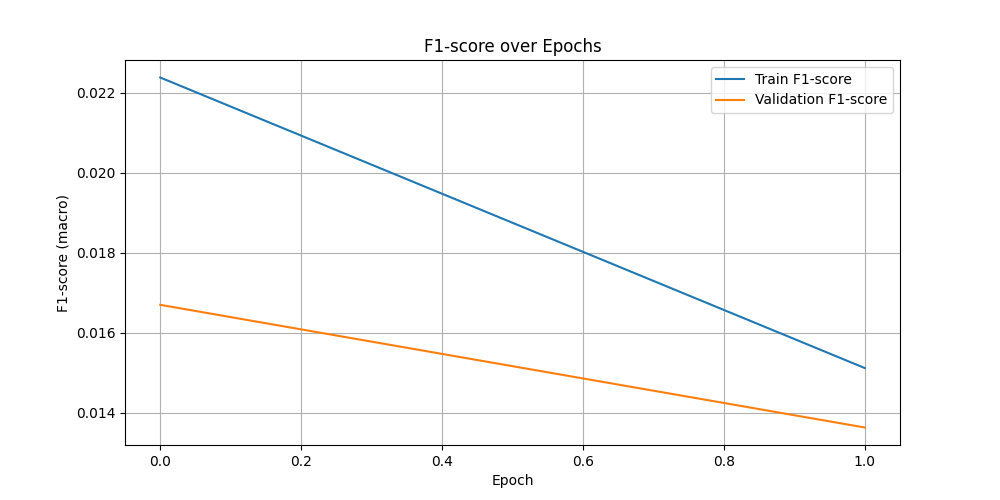 F1-score over Epochs
Train F1-score
Validation F1-score
F1-score (macro)
0.022
0.020
0.018
0.016
0.014
0.0 0.2 0.4 0.6 0.8 1.0
Epoch